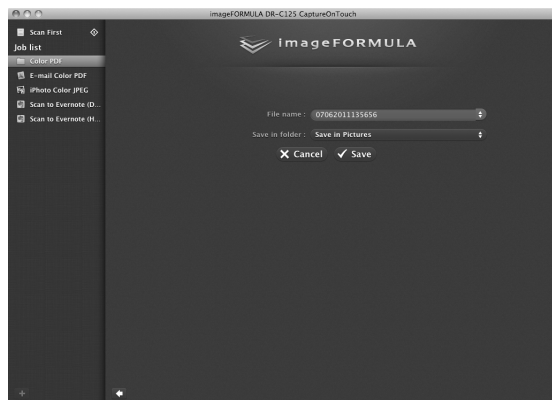 imageFORMULA DR-C125 CaptureOnTouch
Scan First
Job list
Color PDF
E-mail Color PDF
iPhoto Color JPEG
Scan to Evernote (D...
Scan to Evernote (H...
imageFORMULA
File name : 07062011135656
Save in folder : Save in Pictures
Cancel Save